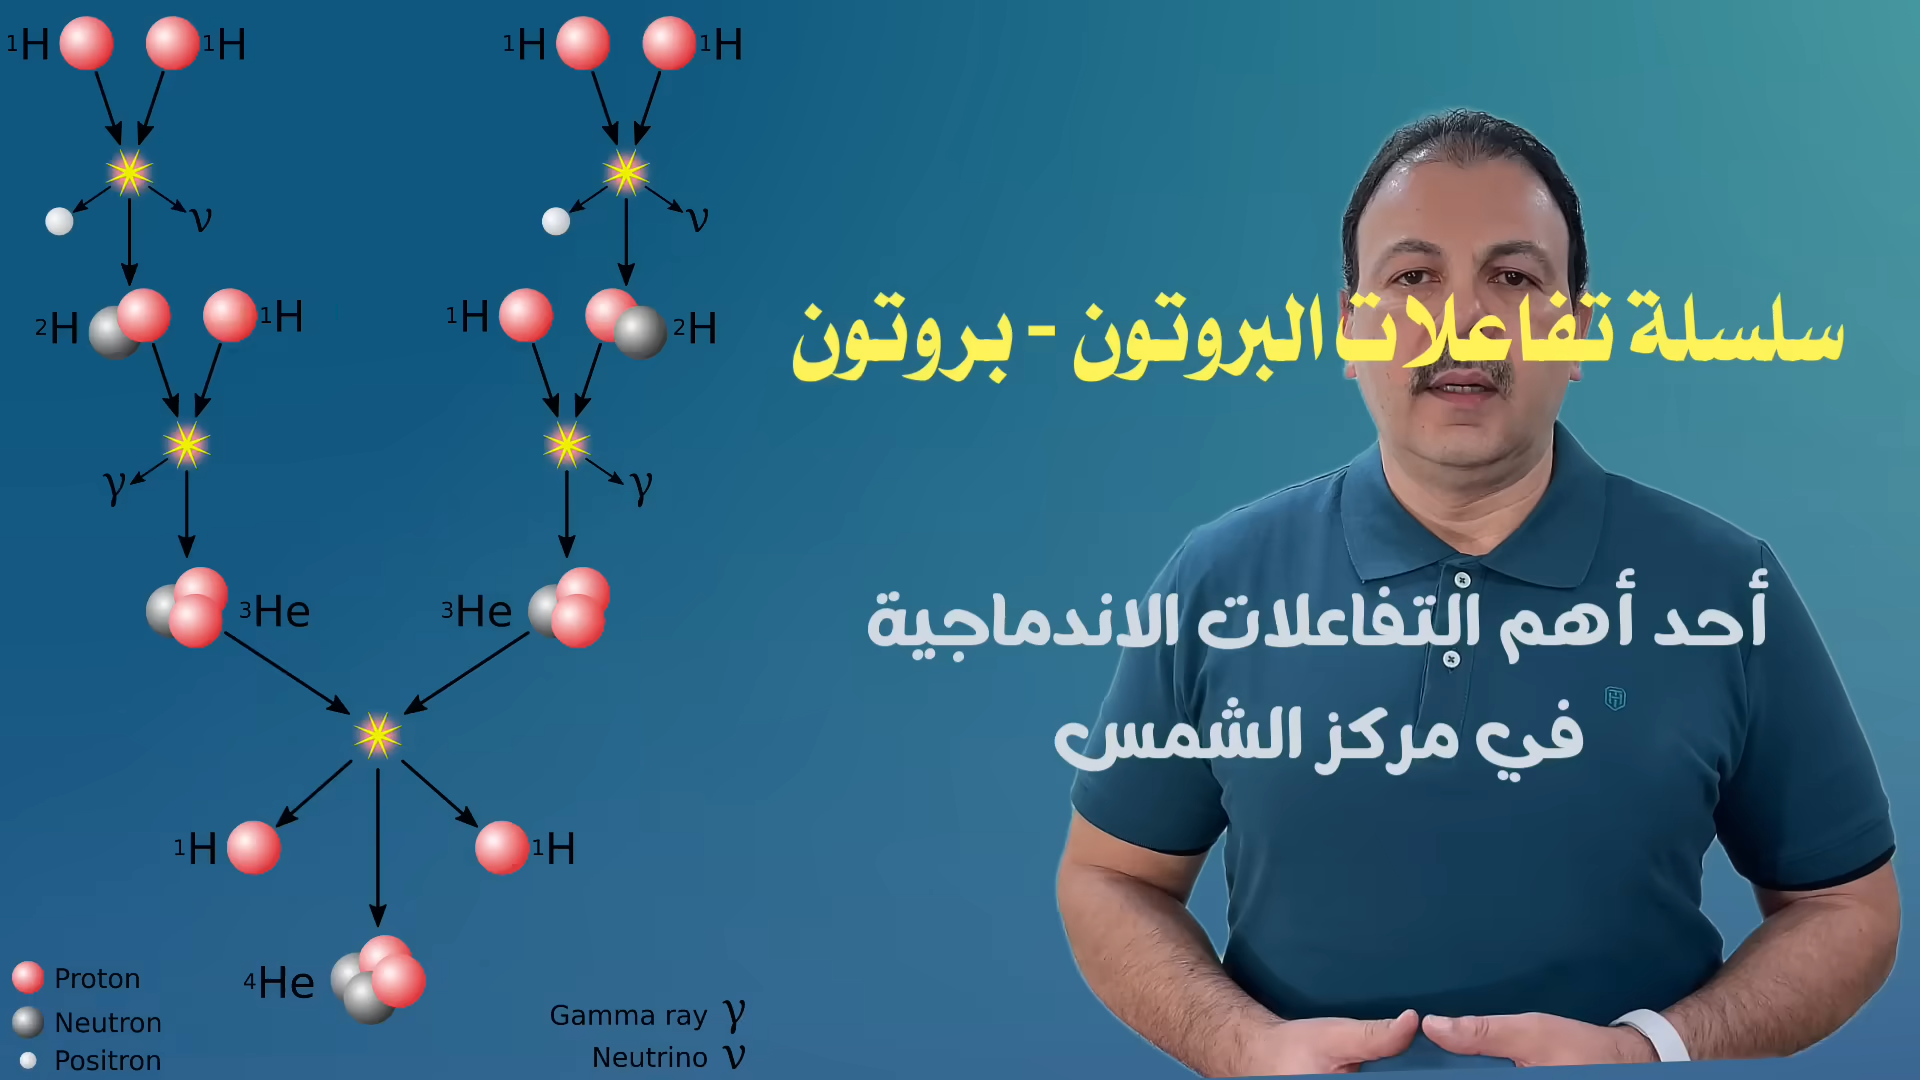 ¹H ¹H ¹H ¹H
ν ν
²H ¹H ¹H ²H
γ γ
³He ³He
¹H ¹H
⁴He
Proton
Neutron
Positron
Gamma ray γ
Neutrino ν
سلسلة تفاعلات البروتون - بروتون
أحد أهم التفاعلات الاندماجية
في مركز الشمس